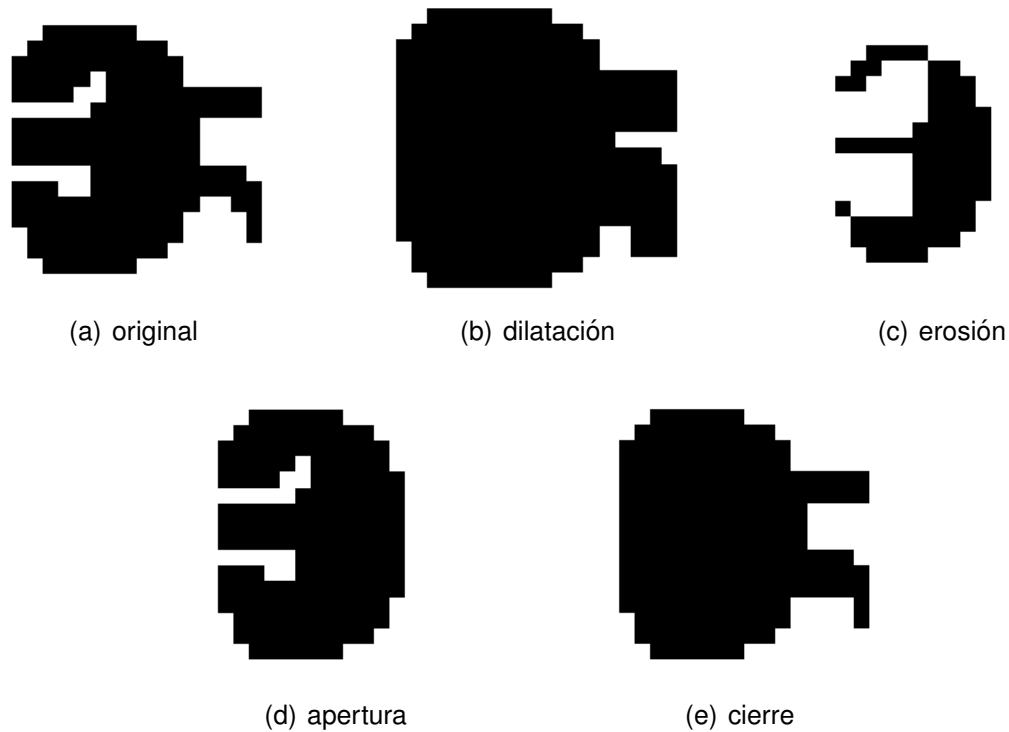 (a) original
(b) dilatación
(c) erosión
(d) apertura
(e) cierre